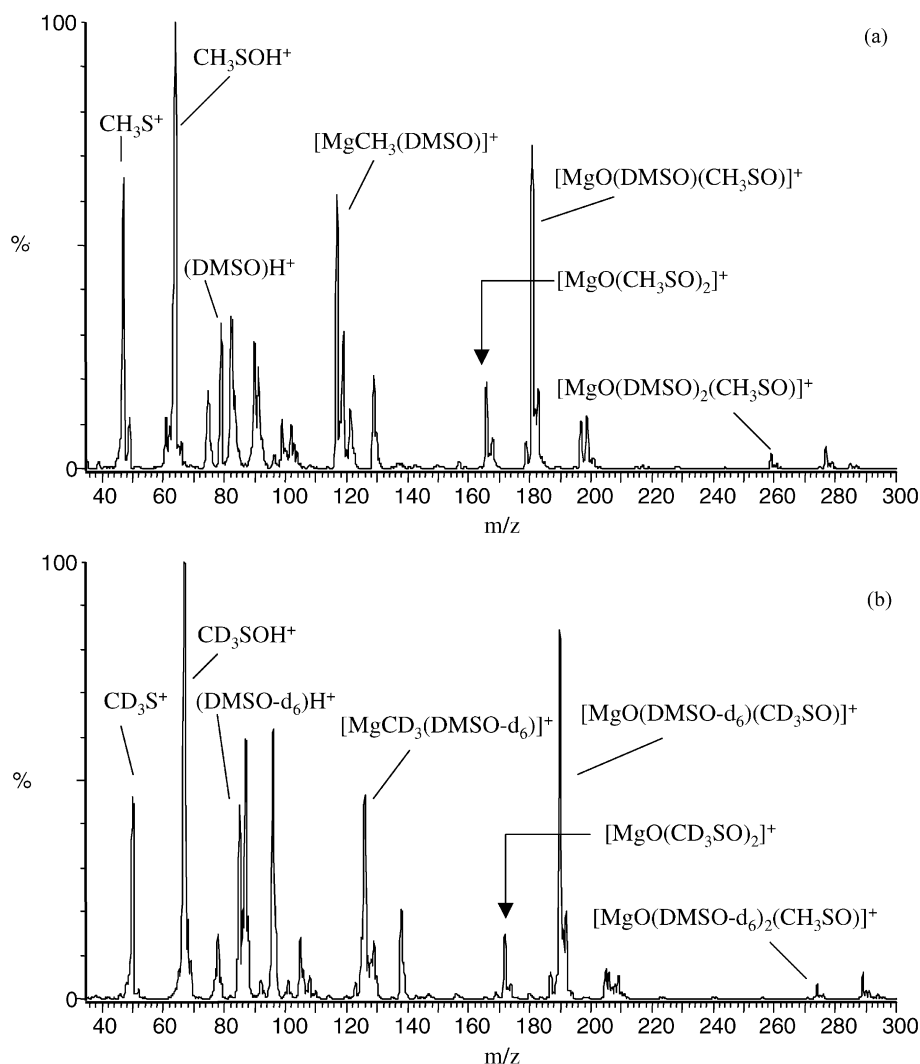 100
(a)
CH₃SOH⁺
CH₃S⁺
[MgCH₃(DMSO)]⁺
[MgO(DMSO)(CH₃SO)]⁺
%
(DMSO)H⁺
[MgO(CH₃SO)₂]⁺
[MgO(DMSO)₂(CH₃SO)]⁺
0
40 60 80 100 120 140 160 180 200 220 240 260 280 300
m/z
100
(b)
CD₃SOH⁺
CD₃S⁺
(DMSO-d₆)H⁺
[MgCD₃(DMSO-d₆)]⁺
[MgO(DMSO-d₆)(CD₃SO)]⁺
%
[MgO(CD₃SO)₂]⁺
[MgO(DMSO-d₆)₂(CH₃SO)]⁺
0
40 60 80 100 120 140 160 180 200 220 240 260 280 300
m/z